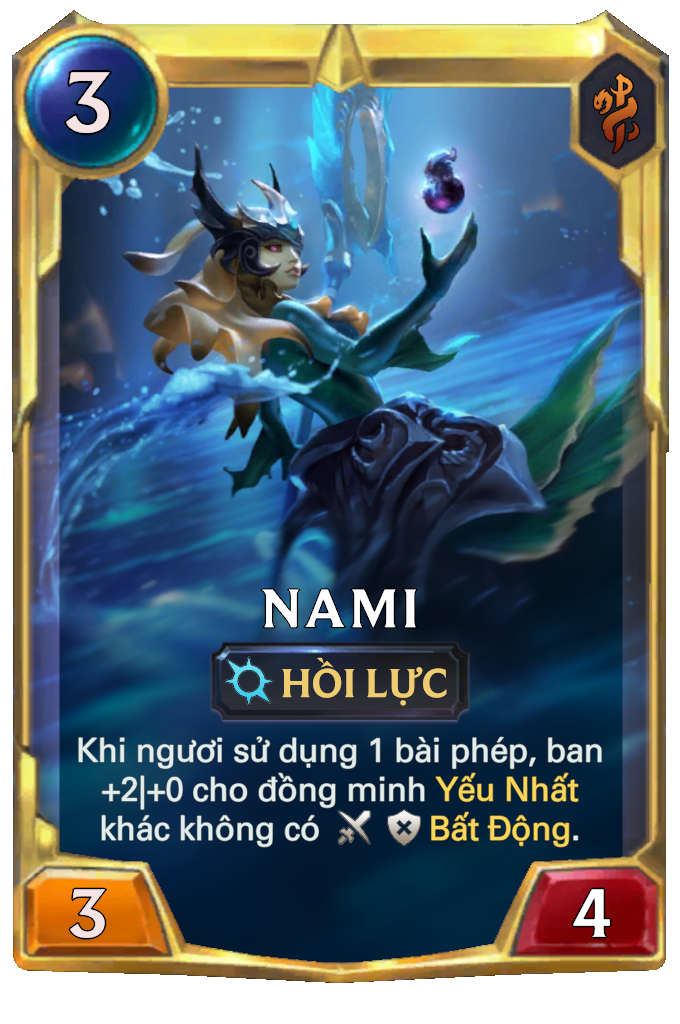 3
NAMI
HỒI LỰC
Khi ngươi sử dụng 1 bài phép, ban
+2|+0 cho đồng minh Yếu Nhất
khác không có Bất Động.
3
4